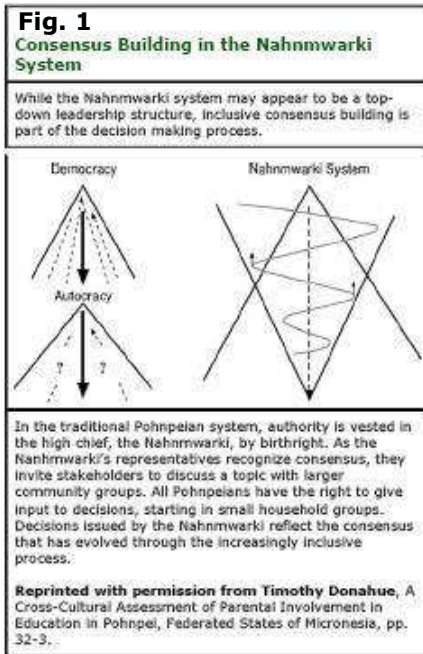 Fig. 1
Consensus Building in the Nahnmwarki
System
While the Nahnmwarki system may appear to be a top-
down leadership structure, inclusive consensus building is
part of the decision making process.
Democracy
Nahnmwarki System
Autocracy
? ?
In the traditional Pohnpeian system, authority is vested in
the high chief, the Nahnmwarki, by birthright. As the
Nanhmwarki's representatives recognize consensus, they
invite stakeholders to discuss a topic with larger
community groups. All Pohnpeians have the right to give
input to decisions, starting in small household groups.
Decisions issued by the Nahnmwarki reflect the consensus
that has evolved through the increasingly inclusive
process.
Reprinted with permission from Timothy Donahue, A
Cross-Cultural Assessment of Parental Involvement in
Education in Pohnpei, Federated States of Micronesia, pp.
32-3.